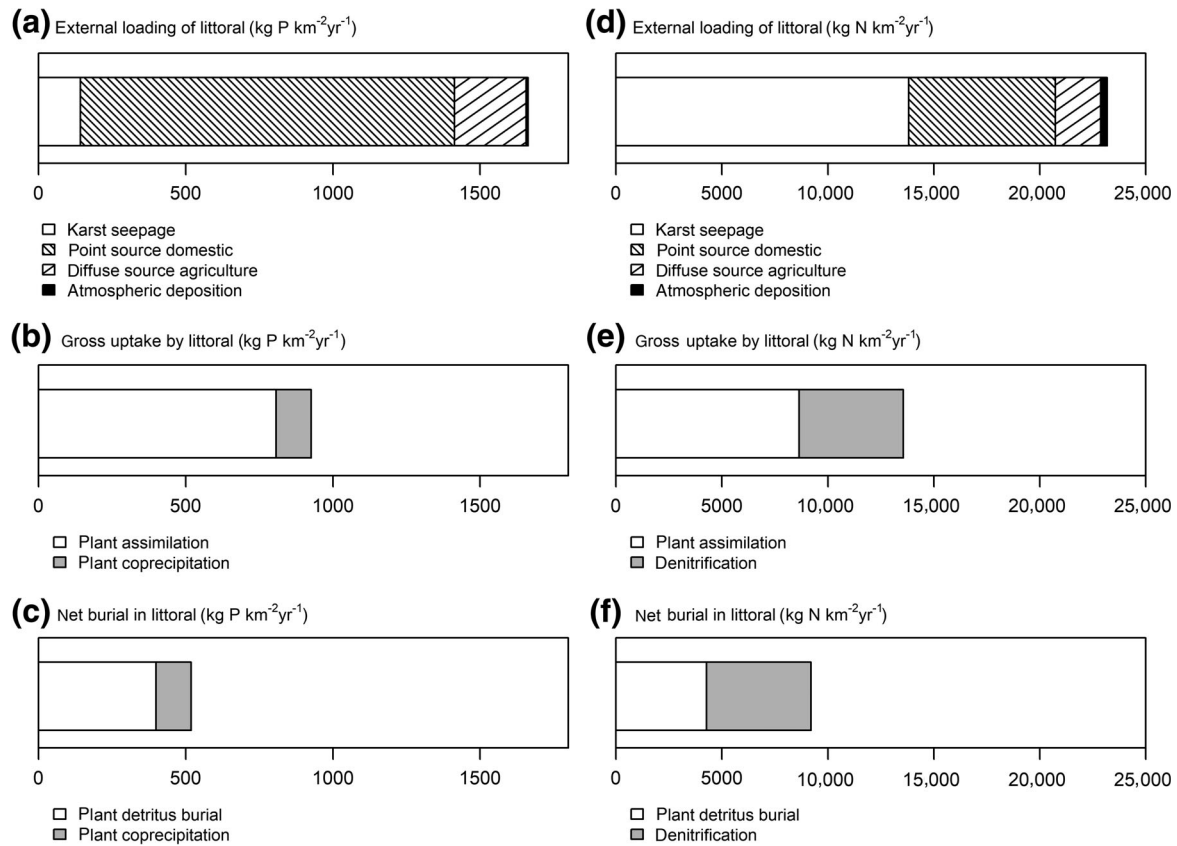 (a) External loading of littoral (kg P km⁻²yr⁻¹)
0 500 1000 1500
Karst seepage
Point source domestic
Diffuse source agriculture
Atmospheric deposition
(b) Gross uptake by littoral (kg P km⁻²yr⁻¹)
0 500 1000 1500
Plant assimilation
Plant coprecipitation
(c) Net burial in littoral (kg P km⁻²yr⁻¹)
0 500 1000 1500
Plant detritus burial
Plant coprecipitation
(d) External loading of littoral (kg N km⁻²yr⁻¹)
0 5000 10,000 15,000 20,000 25,000
Karst seepage
Point source domestic
Diffuse source agriculture
Atmospheric deposition
(e) Gross uptake by littoral (kg N km⁻²yr⁻¹)
0 5000 10,000 15,000 20,000 25,000
Plant assimilation
Denitrification
(f) Net burial in littoral (kg N km⁻²yr⁻¹)
0 5000 10,000 15,000 20,000 25,000
Plant detritus burial
Denitrification